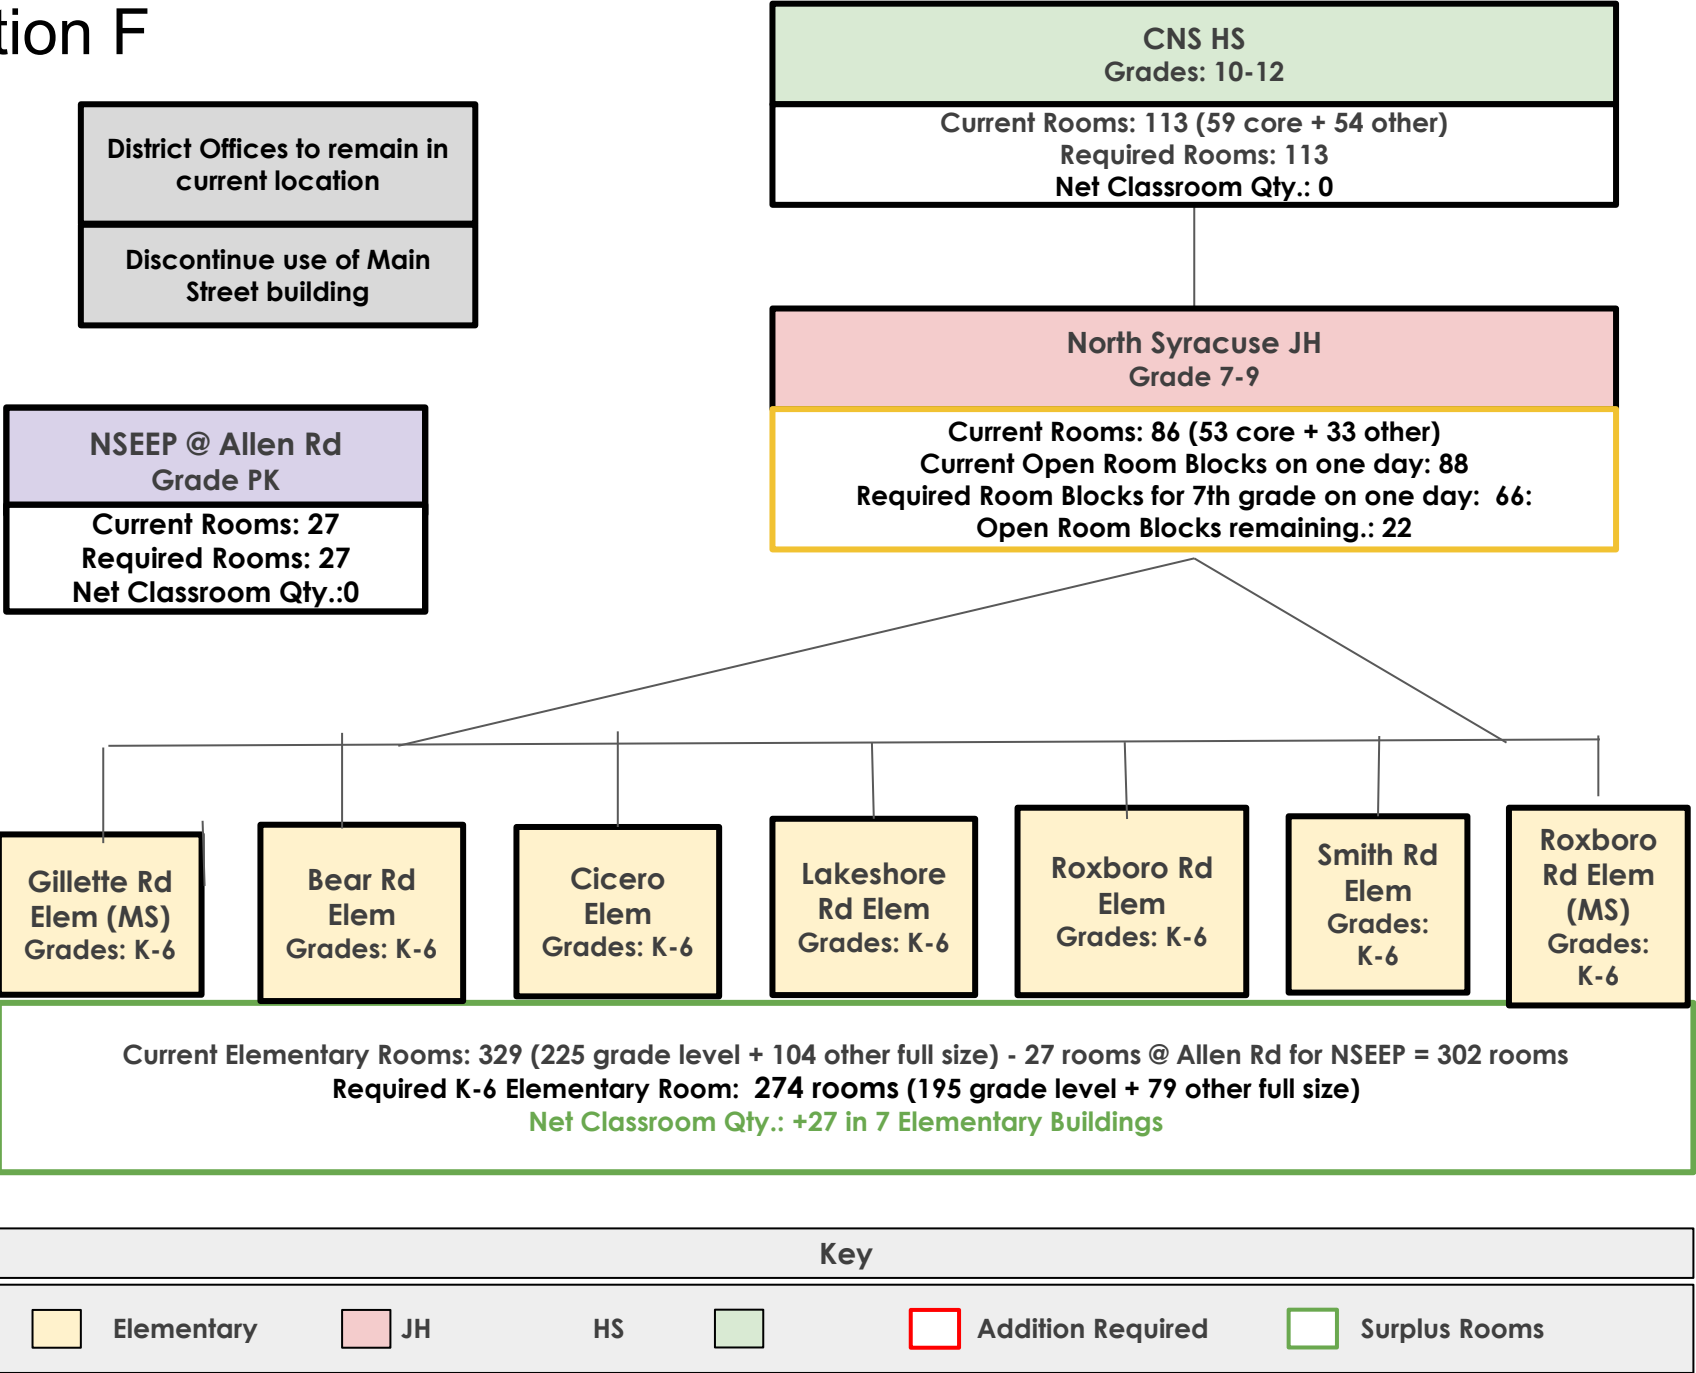 tion F
CNS HS
Grades: 10-12
Current Rooms: 113 (59 core + 54 other)
Required Rooms: 113
Net Classroom Qty.: 0
District Offices to remain in
current location
Discontinue use of Main
Street building
North Syracuse JH
Grade 7-9
Current Rooms: 86 (53 core + 33 other)
Current Open Room Blocks on one day: 88
Required Room Blocks for 7th grade on one day:  66:
Open Room Blocks remaining.: 22
NSEEP @ Allen Rd
Grade PK
Current Rooms: 27
Required Rooms: 27
Net Classroom Qty.:0
Gillette Rd
Elem (MS)
Grades: K-6
Bear Rd
Elem
Grades: K-6
Cicero
Elem
Grades: K-6
Lakeshore
Rd Elem
Grades: K-6
Roxboro Rd
Elem
Grades: K-6
Smith Rd
Elem
Grades:
K-6
Roxboro
Rd Elem
(MS)
Grades:
K-6
Current Elementary Rooms: 329 (225 grade level + 104 other full size) - 27 rooms @ Allen Rd for NSEEP = 302 rooms
Required K-6 Elementary Room:  274 rooms (195 grade level + 79 other full size)
Net Classroom Qty.: +27 in 7 Elementary Buildings
Key
Elementary
JH
HS
Addition Required
Surplus Rooms